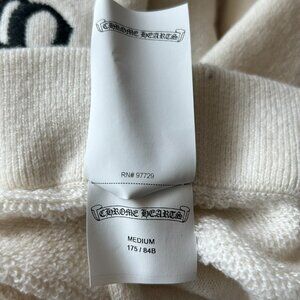 CHROME HEARTS
RN# 97729
CHROME HEARTS
MEDIUM
175 / 84B